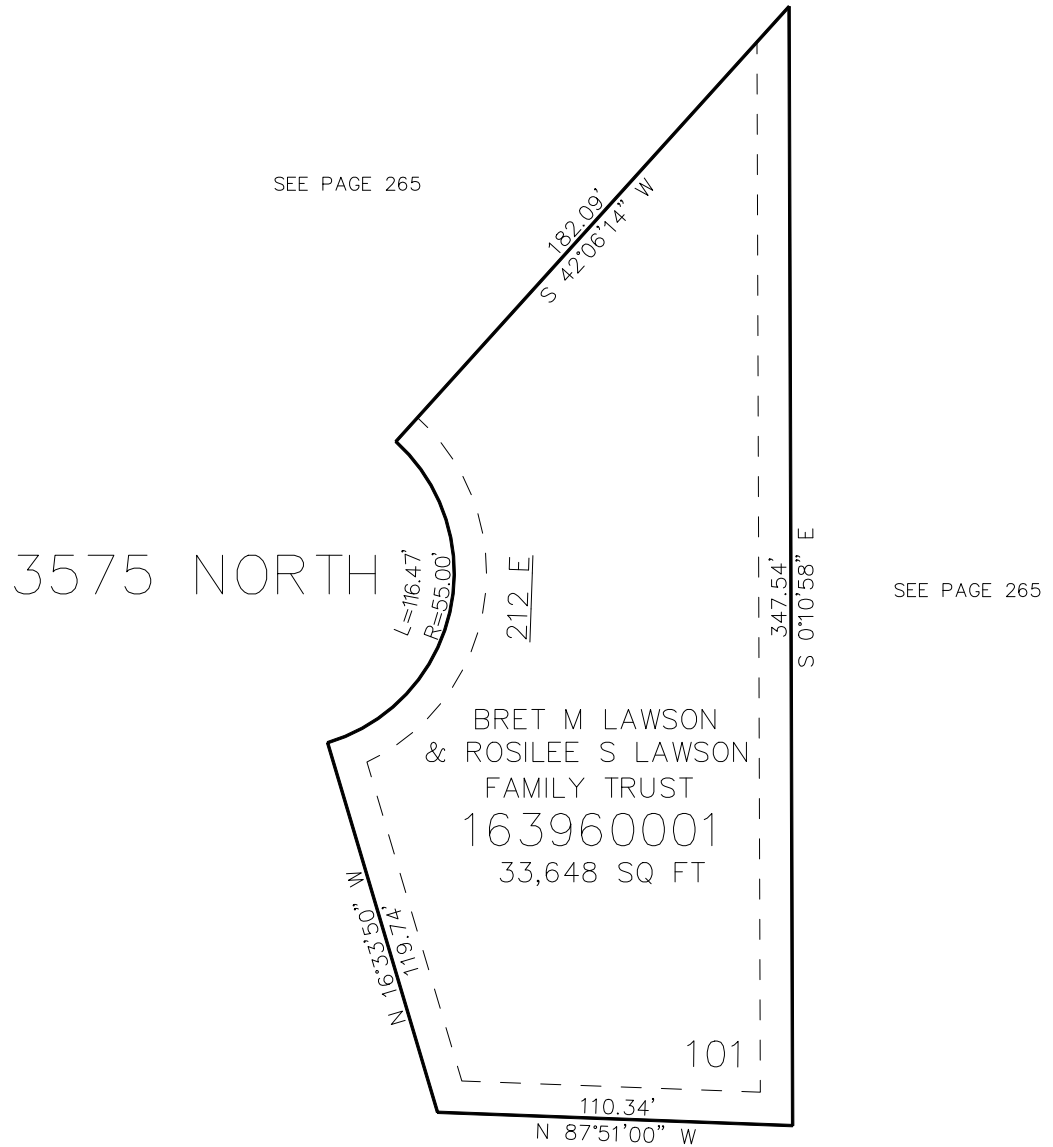 SEE PAGE 265
182.09'
S 42°06'14" W
3575 NORTH
L=116.47'
R=55.00'
212 E
347.54'
S 0°10'58" E
SEE PAGE 265
BRET M LAWSON
& ROSILEE S LAWSON
FAMILY TRUST
163960001
33,648 SQ FT
N 16°33'50" W
119.74'
101
110.34'
N 87°51'00" W